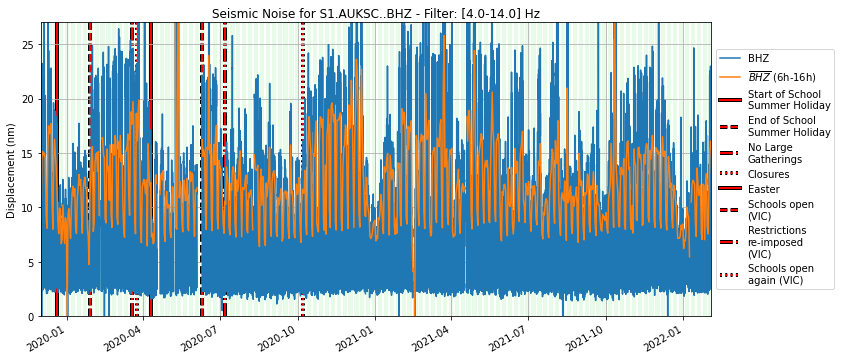 Seismic Noise for S1.AUKSC..BHZ - Filter: [4.0-14.0] Hz
Displacement (nm)
25
20
15
10
5
0
2020-01
2020-04
2020-07
2020-10
2021-01
2021-04
2021-07
2021-10
2022-01
BHZ
BHZ (6h-16h)
Start of School
Summer Holiday
End of School
Summer Holiday
No Large
Gatherings
Closures
Easter
Schools open
(VIC)
Restrictions
re-imposed
(VIC)
Schools open
again (VIC)